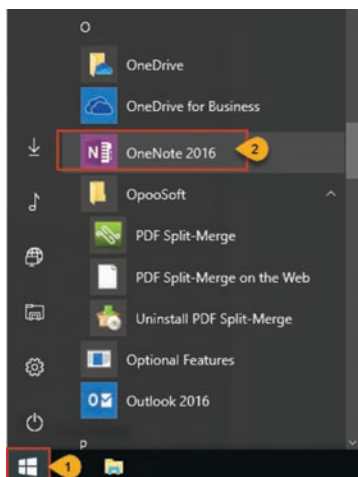 O
OneDrive
OneDrive for Business
N
OneNote 2016
2
OpooSoft
PDF Split-Merge
PDF Split-Merge on the Web
Uninstall PDF Split-Merge
Optional Features
O
Outlook 2016
P
1